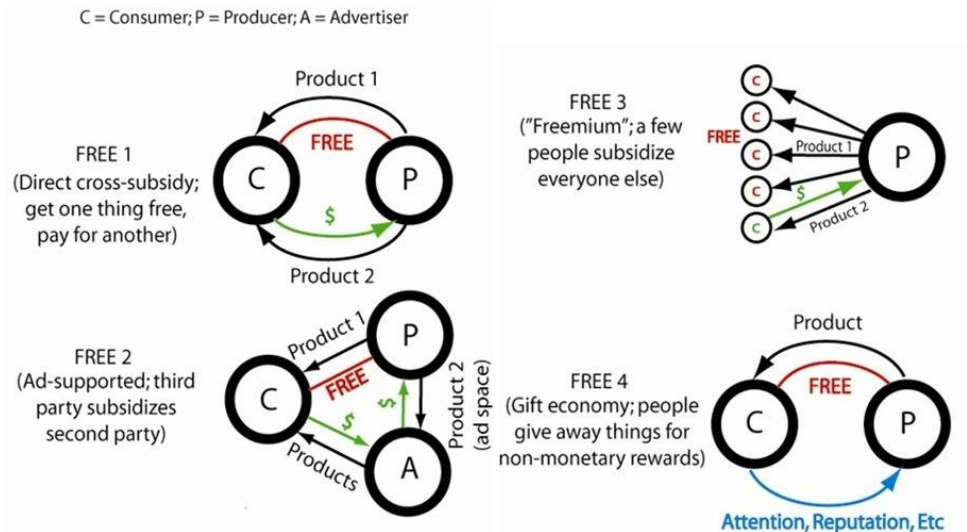 C = Consumer; P = Producer; A = Advertiser
FREE 1
(Direct cross-subsidy;
get one thing free,
pay for another)
Product 1
FREE
C
P
$
Product 2
FREE 2
(Ad-supported; third
party subsidizes
second party)
Product 1
P
FREE
C
$
$
Product 2
(ad space)
Products
A
FREE 3
("Freemium"; a few
people subsidize
everyone else)
C
C
FREE
C
C
C
Product 1
P
$
Product 2
FREE 4
(Gift economy; people
give away things for
non-monetary rewards)
Product
FREE
C
P
Attention, Reputation, Etc